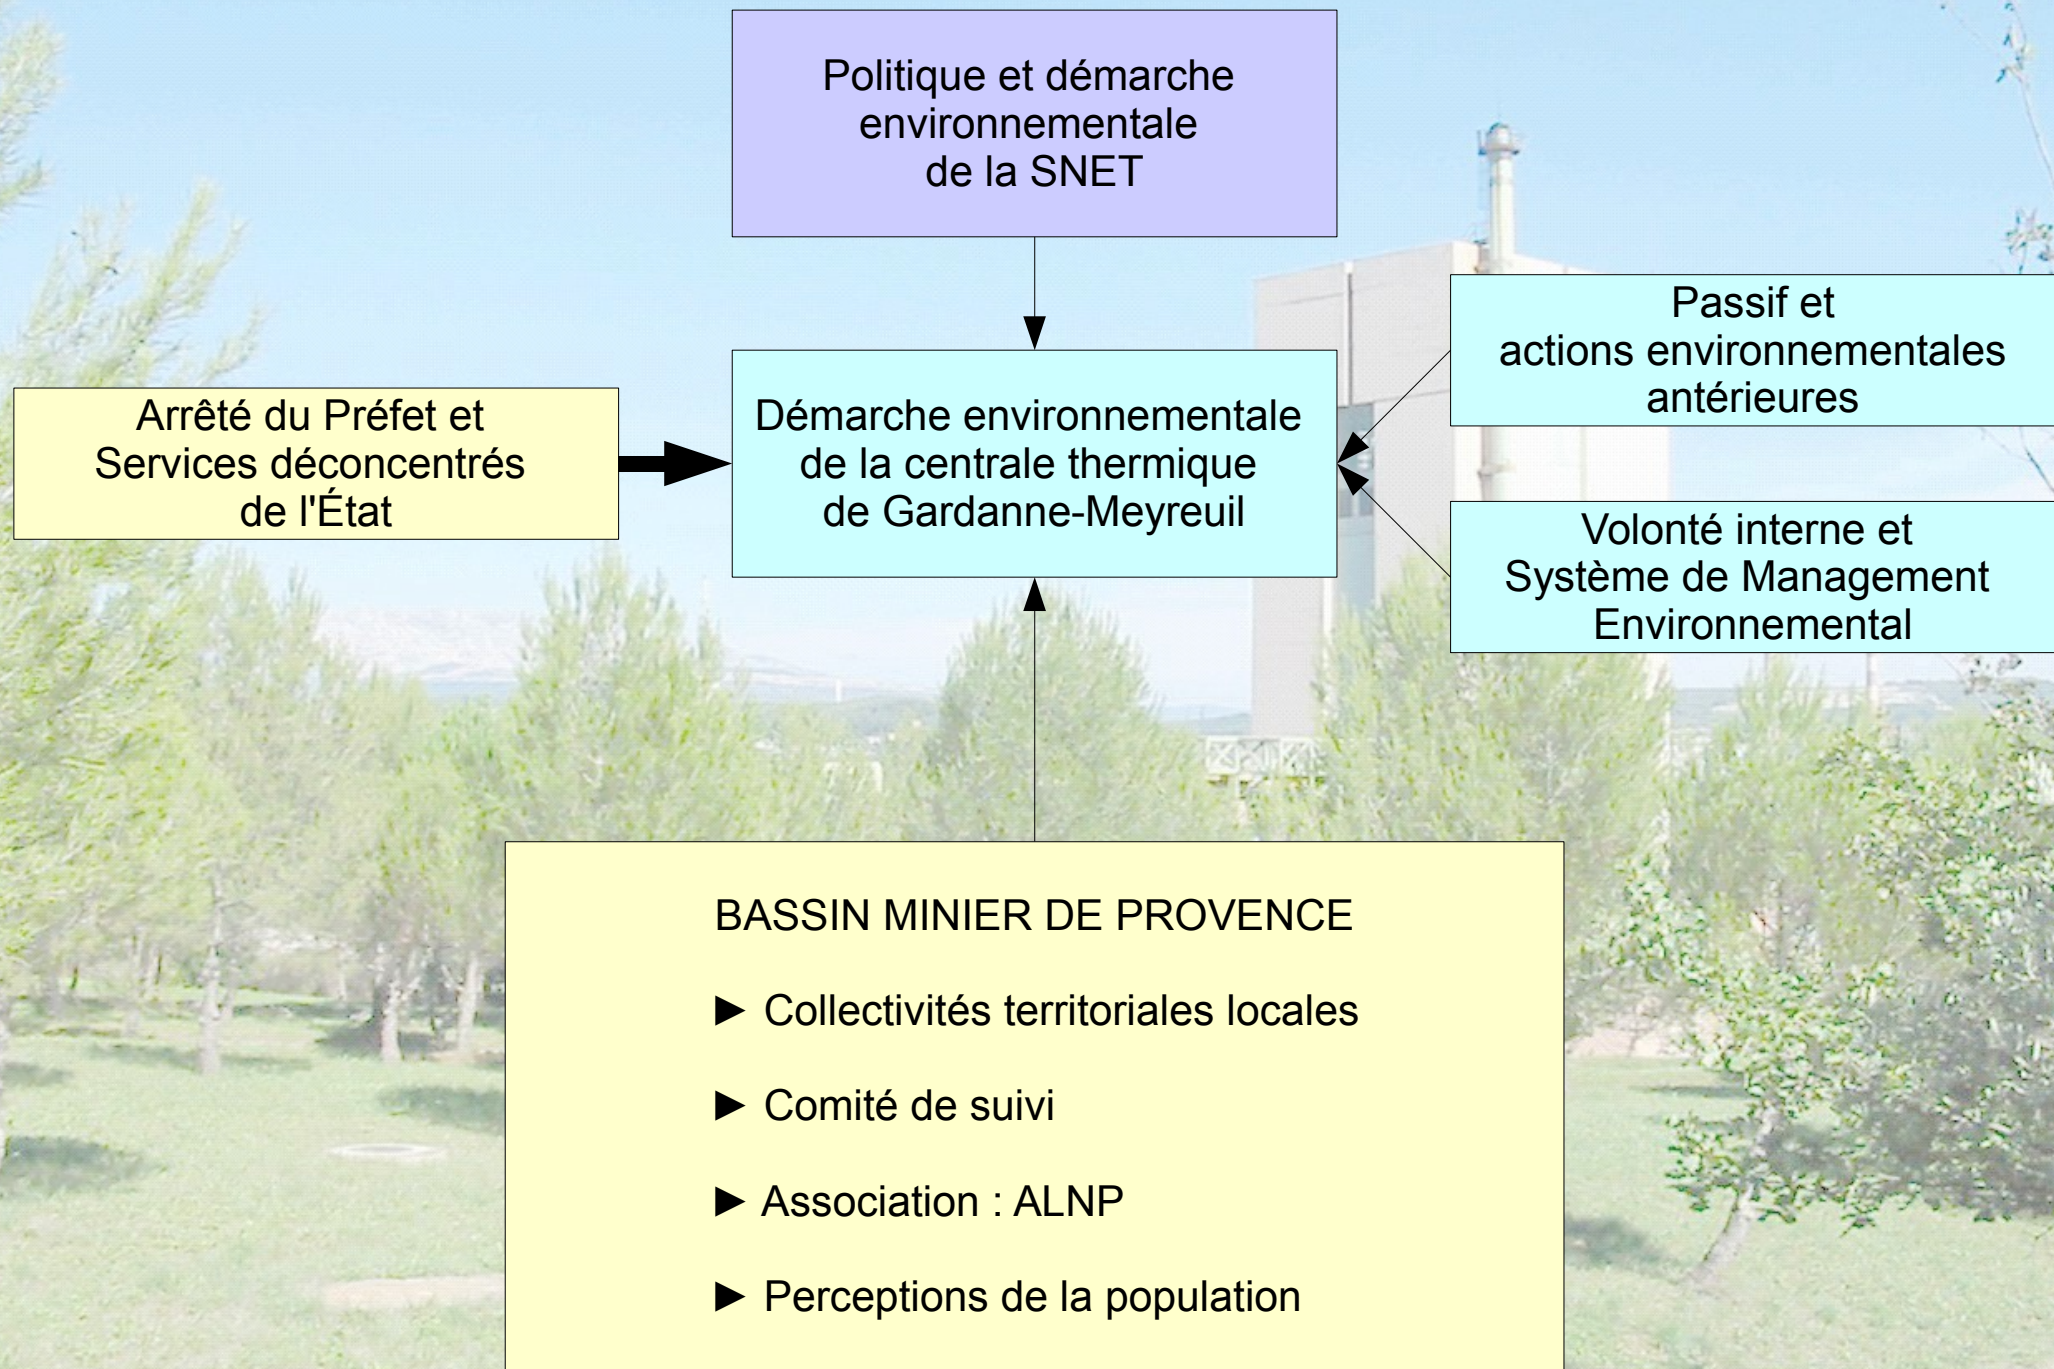 Politique et démarche
environnementale
de la SNET
Passif et
actions environnementales
antérieures
Arrêté du Préfet et
Services déconcentrés
de l'État
Démarche environnementale
de la centrale thermique
de Gardanne-Meyreuil
Volonté interne et
Système de Management
Environnemental
BASSIN MINIER DE PROVENCE
► Collectivités territoriales locales
► Comité de suivi
► Association : ALNP
► Perceptions de la population